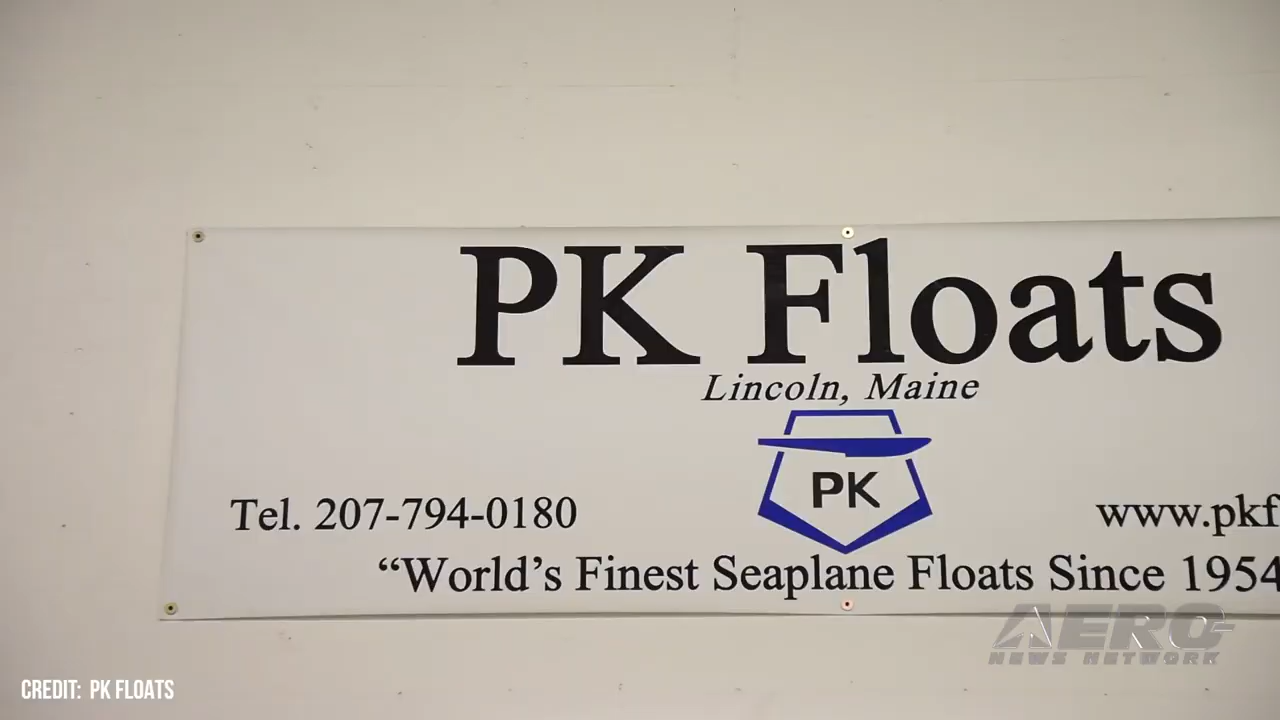 PK Floats
Lincoln, Maine
PK
Tel. 207-794-0180
www.pkf
“World’s Finest Seaplane Floats Since 1954
AERO
NEWS NETWORK
CREDIT: PK FLOATS